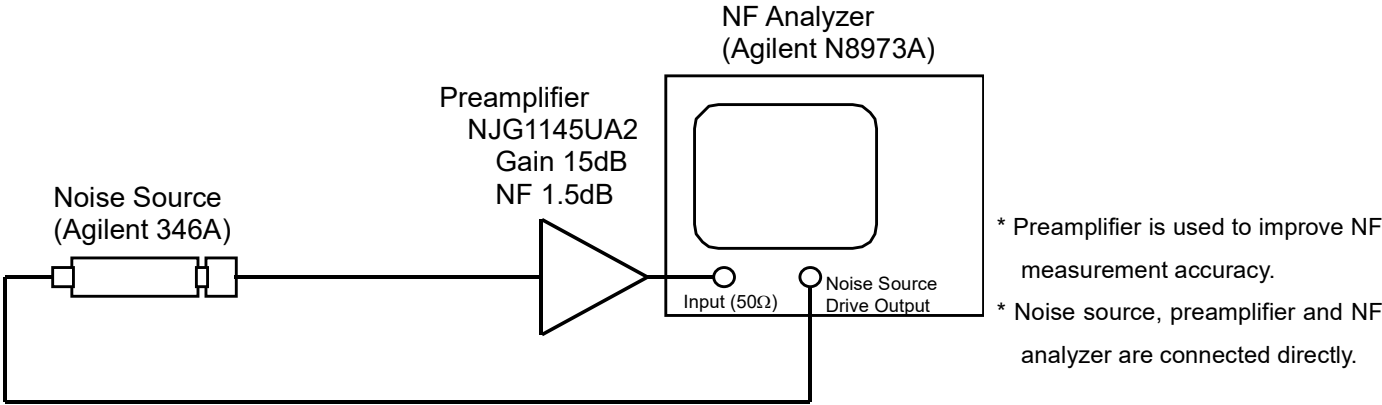 NF Analyzer
(Agilent N8973A)
Preamplifier
NJG1145UA2
Gain 15dB
NF 1.5dB
Noise Source
(Agilent 346A)
* Preamplifier is used to improve NF
measurement accuracy.
* Noise source, preamplifier and NF
analyzer are connected directly.
Input (50Ω)
Noise Source
Drive Output